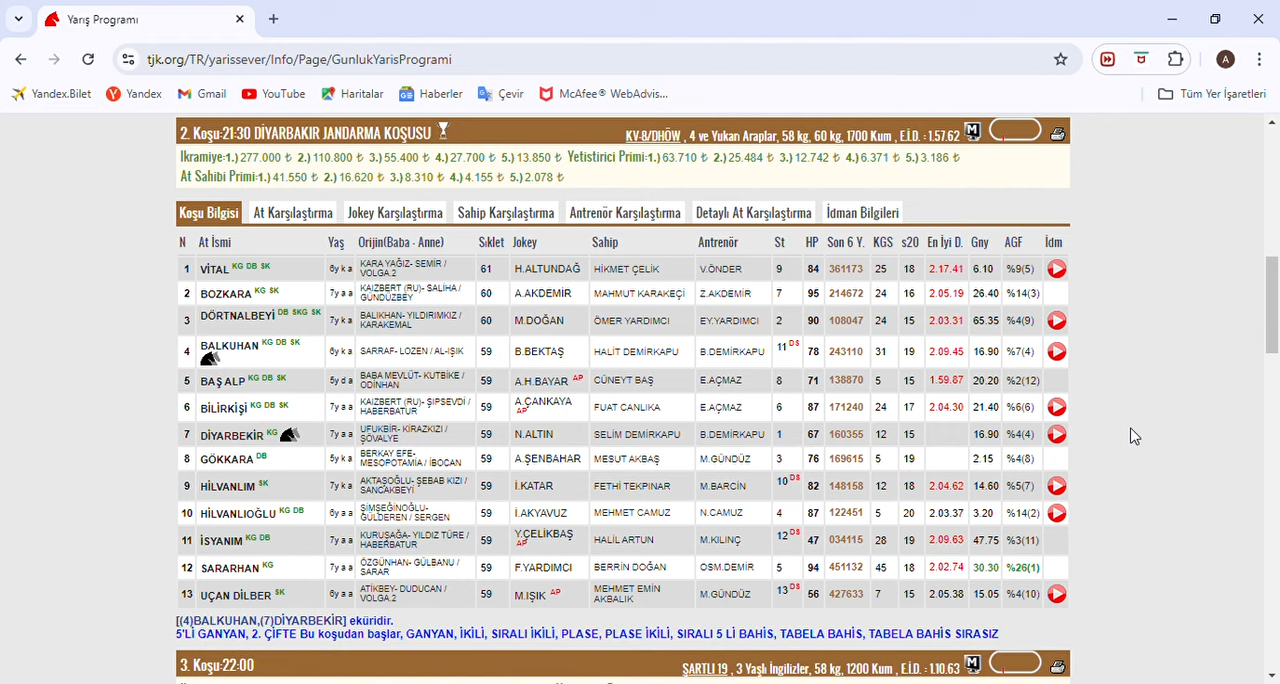 Yarış Programı
tjk.org/TR/yarissever/Info/Page/GunlukYarisProgrami
A
Yandex.Bilet Yandex Gmail YouTube Haritalar Haberler Çevir McAfee® WebAdvis... Tüm Yer İşaretleri
2. Koşu:21:30 DİYARBAKIR JANDARMA KOŞUSU KV-8/DHÖW , 4 ve Yukarı Araplar, 58 kg, 60 kg, 1700 Kum , E.İ.D. : 1.57.62 M
İkramiye:1.) 277.000 ₺ 2.) 110.800 ₺ 3.) 55.400 ₺ 4.) 27.700 ₺ 5.) 13.850 ₺ Yetistirici Primi:1.) 63.710 ₺ 2.) 25.484 ₺ 3.) 12.742 ₺ 4.) 6.371 ₺ 5.) 3.186 ₺
At Sahibi Primi:1.) 41.550 ₺ 2.) 16.620 ₺ 3.) 8.310 ₺ 4.) 4.155 ₺ 5.) 2.078 ₺
Koşu Bilgisi At Karşılaştırma Jokey Karşılaştırma Sahip Karşılaştırma Antrenör Karşılaştırma Detaylı At Karşılaştırma İdman Bilgileri
N At İsmi Yaş Orijin(Baba - Anne) Sıklet Jokey Sahip Antrenör St HP Son 6 Y. KGS s20 En İyi D. Gny AGF İdm
1 VİTAL KG DB SK 6y k a KARA YAĞIZ- SEMİR / VOLGA.2 61 H.ALTUNDAĞ HİKMET ÇELİK V.ÖNDER 9 84 361173 25 18 2.17.41 6.10 %9(5)
2 BOZKARA KG SK 7y a a KAIZBERT (RU)- SALİHA / GÜNDÜZBEY 60 A.AKDEMİR MAHMUT KARAKEÇİ Z.AKDEMİR 7 95 214672 24 16 2.05.19 26.40 %14(3)
3 DÖRTNALBEYİ DB SKG SK 7y k a BALIKHAN- YILDIRIMKIZ / KARAKEMAL 60 M.DOĞAN ÖMER YARDIMCI EY.YARDIMCI 2 90 108047 24 15 2.03.31 65.35 %4(9)
4 BALKUHAN KG DB SK 6y k a SARRAF- LOZEN / AL-IŞIK 59 B.BEKTAŞ HALİT DEMİRKAPU B.DEMİRKAPU 11 DS 78 243110 31 19 2.09.45 16.90 %7(4)
5 BAŞ ALP KG DB SK 5y d a BABA MEVLÜT- KUTBİKE / ODİNHAN 59 A.H.BAYAR AP CÜNEYT BAŞ E.AÇMAZ 8 71 138870 5 15 1.59.87 20.20 %2(12)
6 BİLİRKİŞİ KG DB SK 7y a a KAIZBERT (RU)- ŞIPSEVDİ / HABERBATUR 59 A.ÇANKAYA AP FUAT CANLIKA E.AÇMAZ 6 87 171240 24 17 2.04.30 21.40 %6(6)
7 DİYARBEKİR KG 7y a a UFUKBİR- KİRAZKIZI / ŞÖVALYE 59 N.ALTIN SELİM DEMİRKAPU B.DEMİRKAPU 1 67 160355 12 15 16.90 %4(4)
8 GÖKKARA DB 5y k a BERKAY EFE- MESOPOTAMIA / İBOCAN 59 A.ŞENBAHAR MESUT AKBAŞ M.GÜNDÜZ 3 76 169615 5 19 2.15 %4(8)
9 HİLVANLIM SK 7y k a AKTAŞOĞLU- ŞEBAB KIZI / SANCAKBEYİ 59 İ.KATAR FETHİ TEKPINAR M.BARCİN 10 DS 82 148158 12 18 2.04.62 14.60 %5(7)
10 HİLVANLIOĞLU KG DB 6y a a ŞİMŞEĞİNOĞLU- GÜLDEREN / SERGEN 59 İ.AKYAVUZ MEHMET CAMUZ N.CAMUZ 4 87 122451 5 20 2.03.37 3.20 %14(2)
11 İSYANIM KG DB 7y a a KURUŞAĞA- YILDIZ TÜRE / HABERBATUR 59 Y.ÇELİKBAŞ AP HALİL ARTUN M.KILINÇ 12 DS 47 034115 28 19 2.09.63 47.75 %3(11)
12 SARARHAN KG 7y a a ÖZGÜNHAN- GÜLBANU / SARAR 59 F.YARDIMCI BERRİN DOĞAN OSM.DEMİR 5 94 451132 45 18 2.02.74 30.30 %26(1)
13 UÇAN DİLBER SK 6y a a ATİKBEY- DUDUCAN / VOLGA.2 59 M.IŞIK AP MEHMET EMİN AKBALIK M.GÜNDÜZ 13 DS 56 427633 7 15 2.05.38 15.05 %4(10)
[(4)BALKUHAN,(7)DİYARBEKİR] eküridir.
5'Lİ GANYAN, 2. ÇİFTE Bu koşudan başlar, GANYAN, İKİLİ, SIRALI İKİLİ, PLASE, PLASE İKİLİ, SIRALI 5 Lİ BAHİS, TABELA BAHİS, TABELA BAHİS SIRASIZ
3. Koşu:22:00 ŞARTLI 19 , 3 Yaşlı İngilizler, 58 kg, 1200 Kum , E.İ.D. : 1.10.63 M